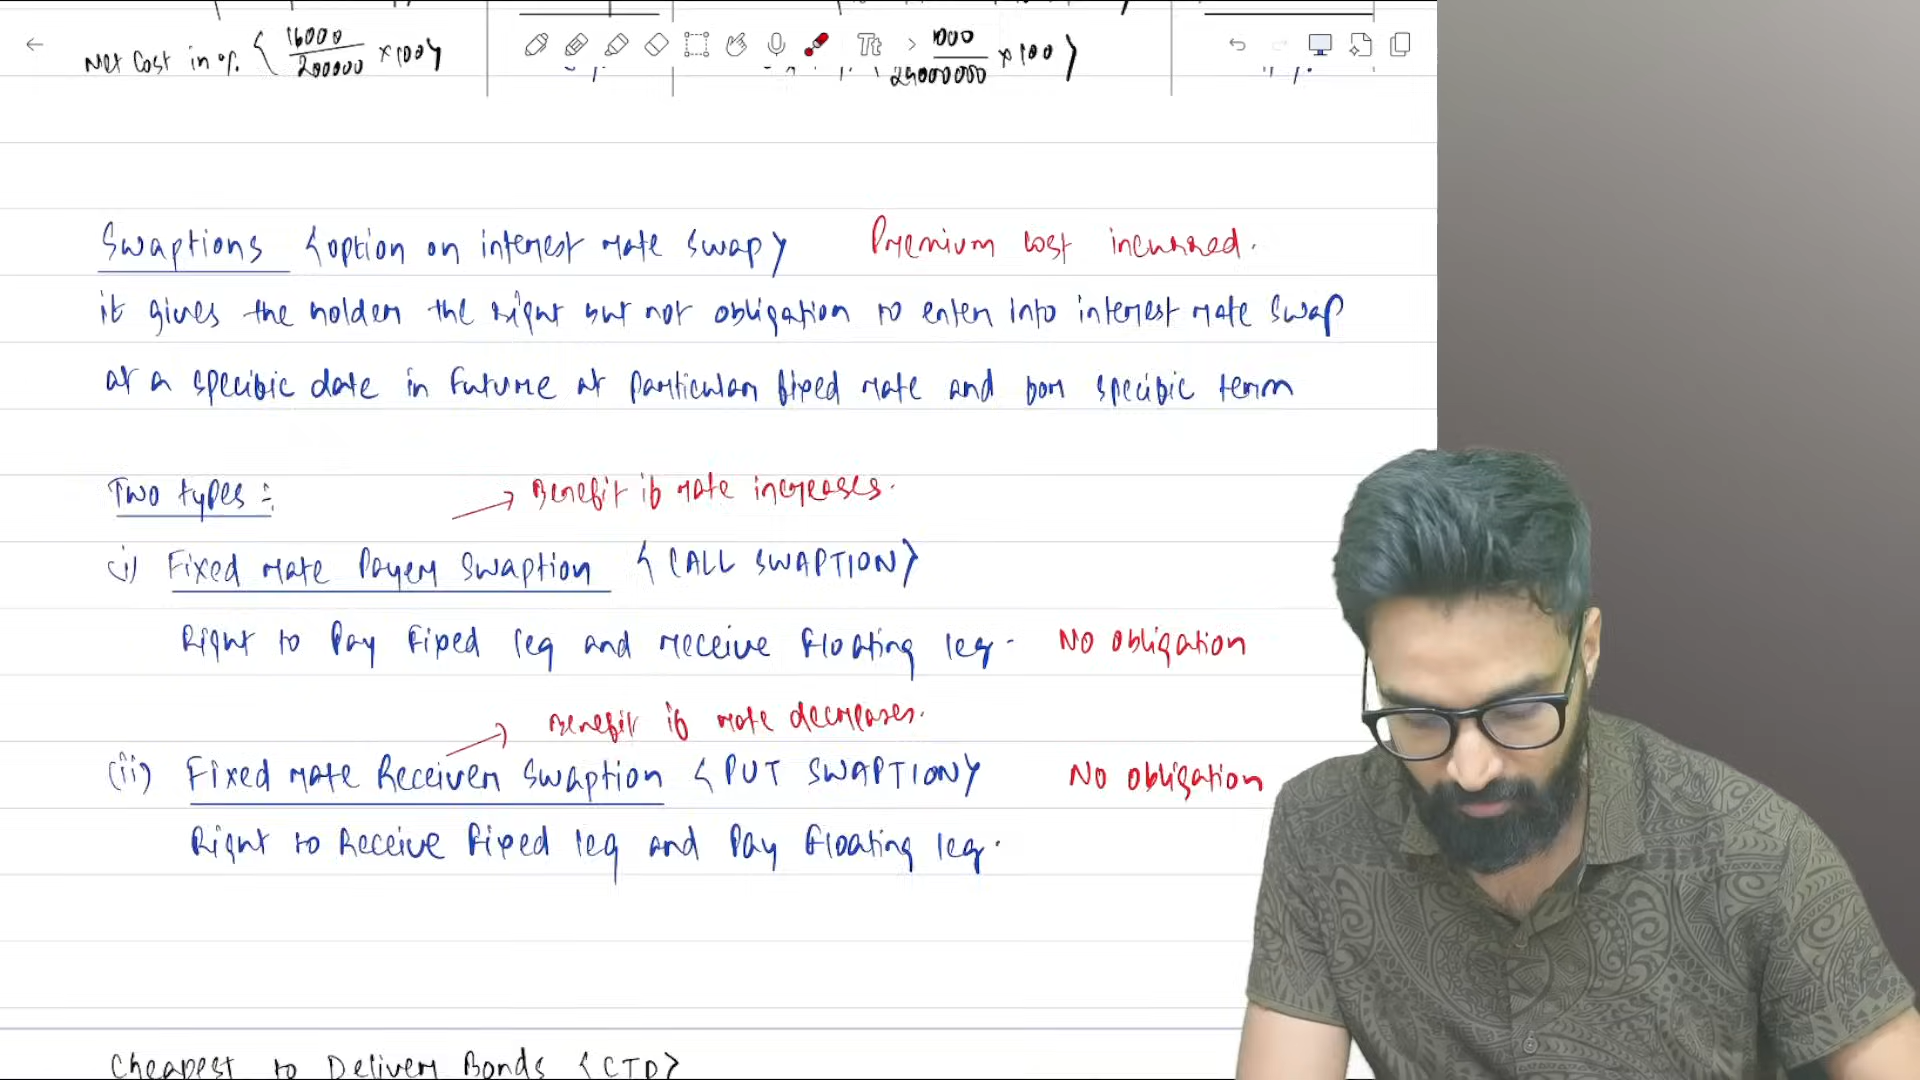 Net Cost in % < 16000 / 200000 × 100 >
000 / 24000000 × 100 >
Tt
Swaptions <option on interest rate swap> Premium cost incurred.
it gives the holder the right but not obligation to enter into interest rate swap
at a specific date in future at particular fixed rate and for specific term
Two types :-
→ Benefit if rate increases.
(i) Fixed rate Payer Swaption <CALL SWAPTION>
Right to Pay Fixed leg and receive Floating leg. No obligation
→ Benefit if rate decreases.
(ii) Fixed rate Receiver Swaption <PUT SWAPTION> No obligation
Right to Receive Fixed leg and Pay Floating leg.
Cheapest to Deliver Bonds <CTD>